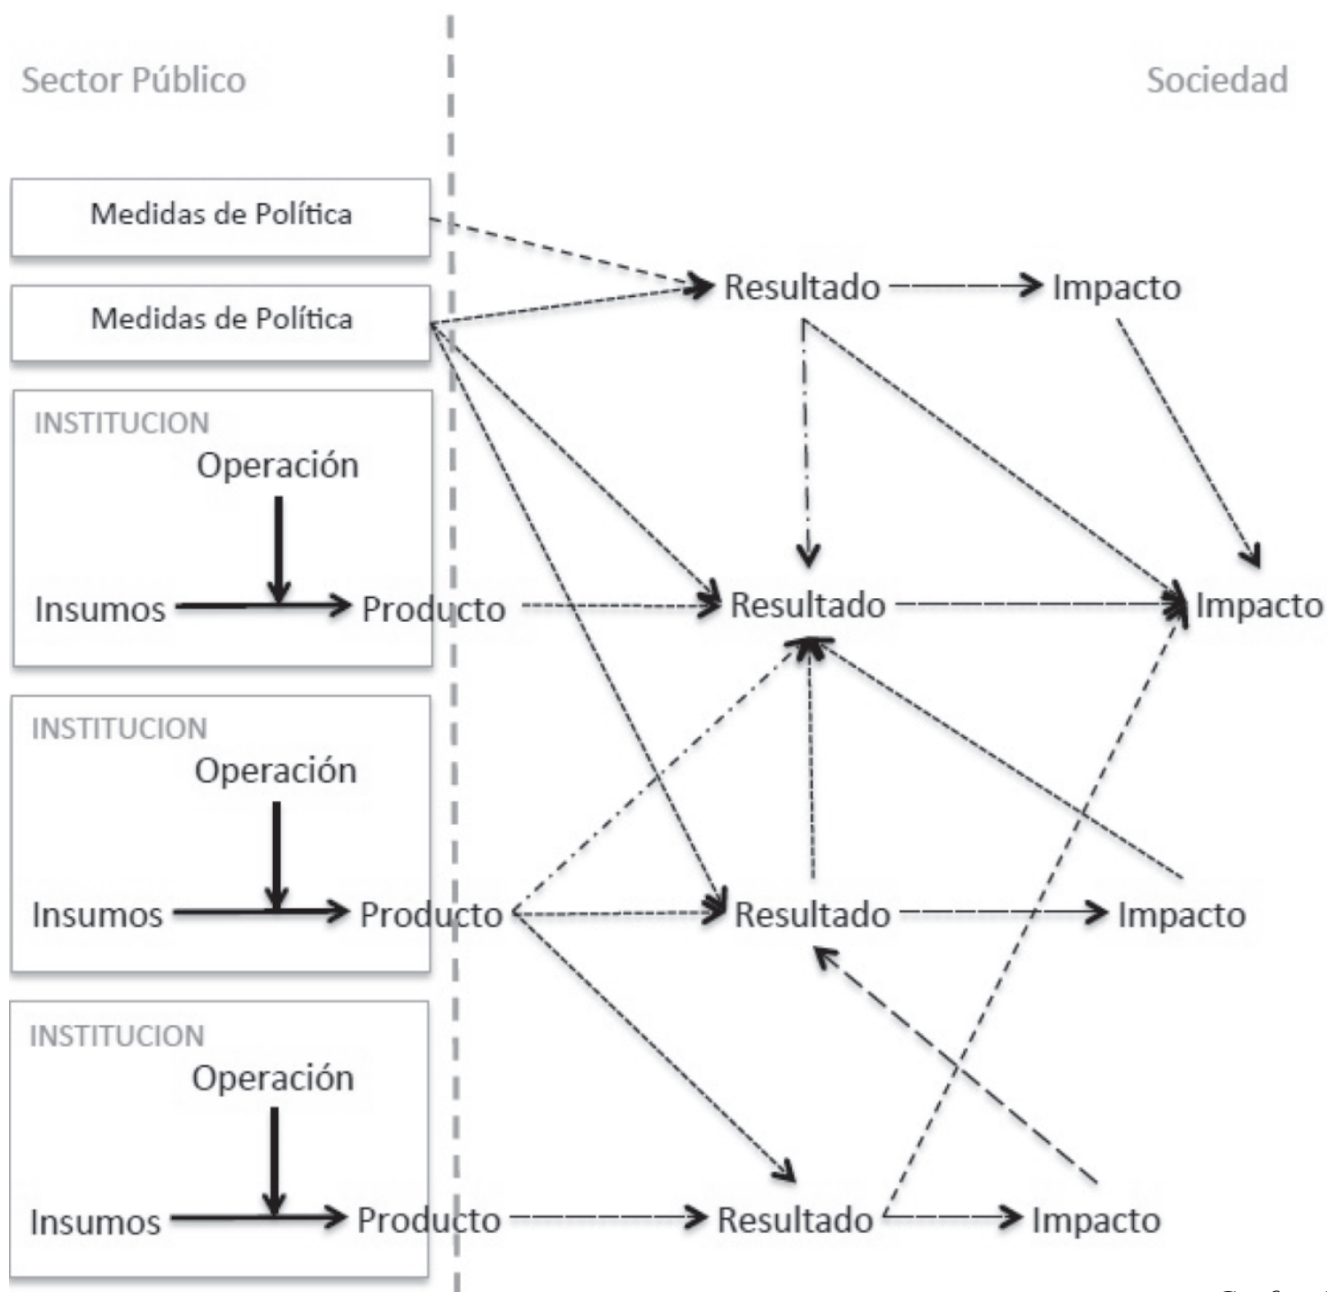 Sector Público
Sociedad
Medidas de Política
Medidas de Política
Resultado
Impacto
INSTITUCION
Operación
Insumos
Producto
Resultado
Impacto
INSTITUCION
Operación
Insumos
Producto
Resultado
Impacto
INSTITUCION
Operación
Insumos
Producto
Resultado
Impacto